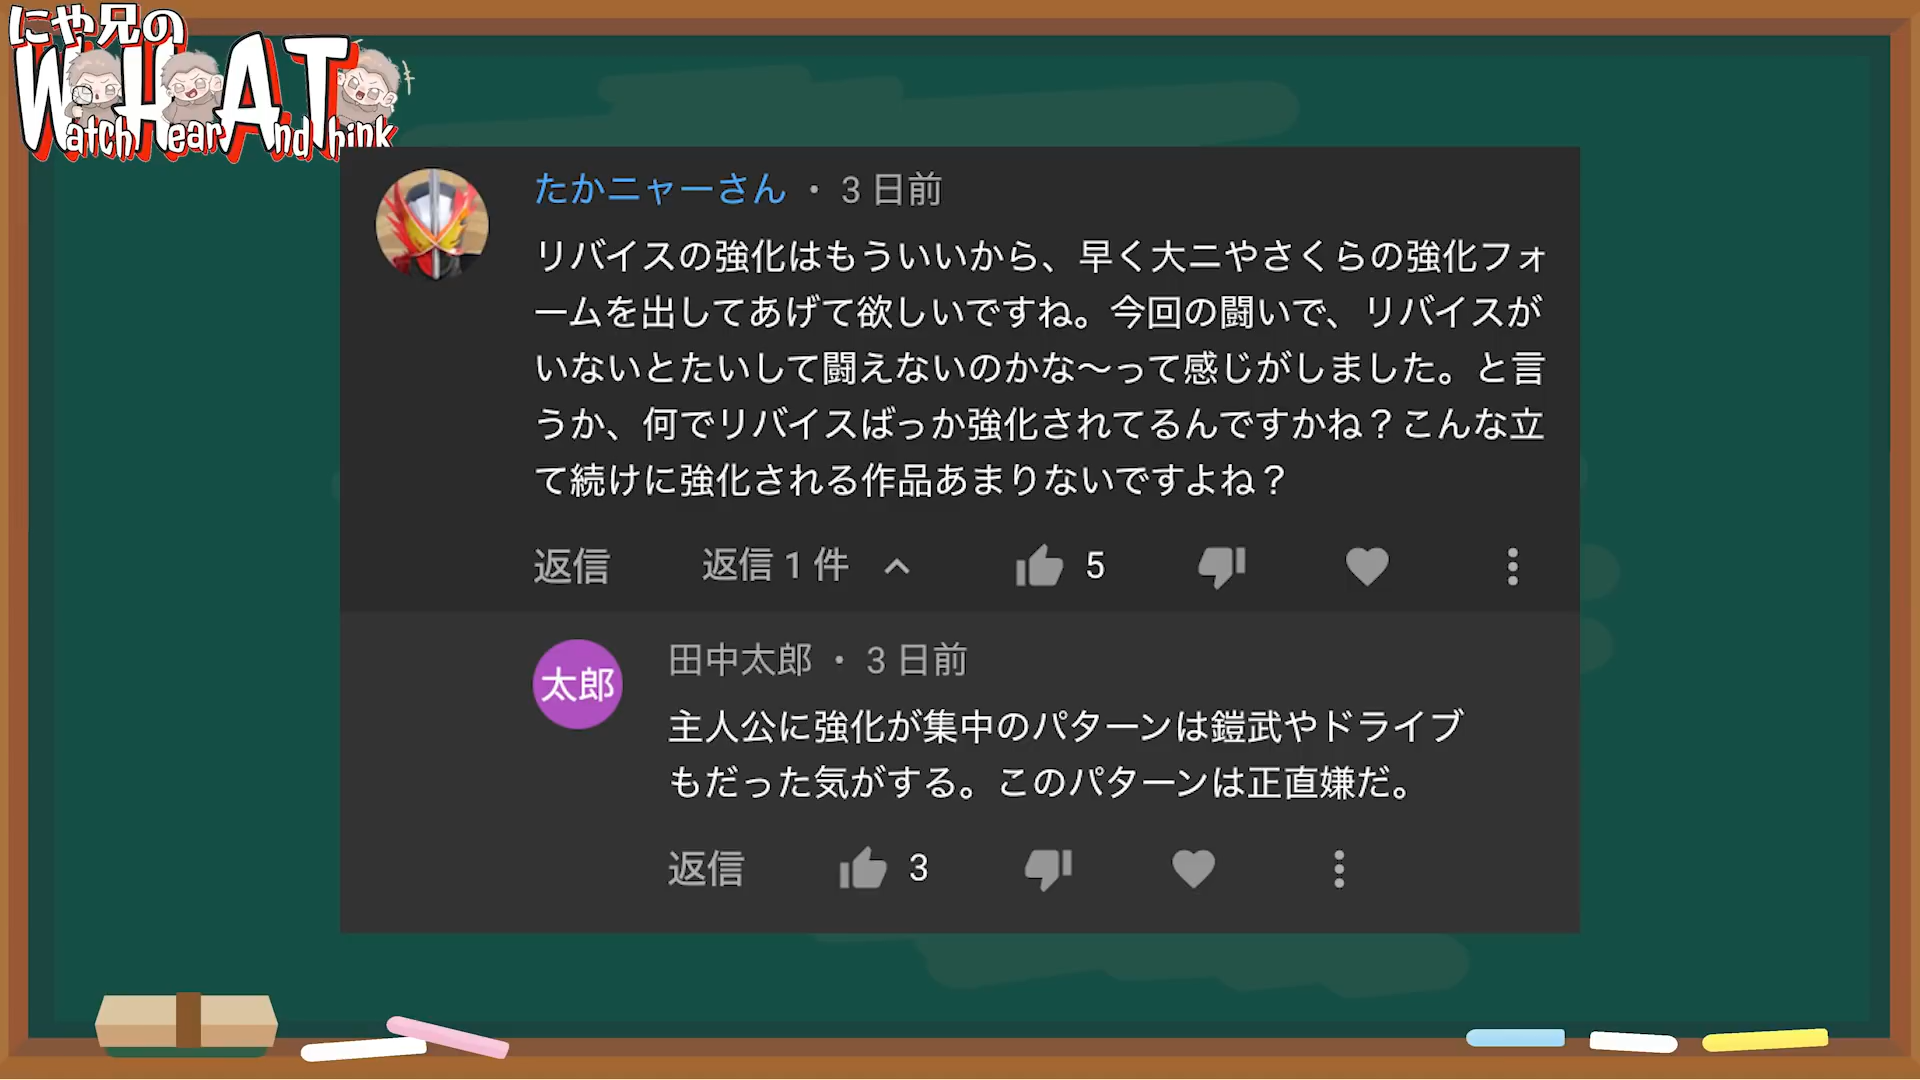 にや兄の
WHAT
Watch Hear And Think
たかニャーさん・3 日前
リバイスの強化はもういいから、早く大ニやさくらの強化フォ
ームを出してあげて欲しいですね。今回の闘いで、リバイスが
いないとたいして闘えないのかな〜って感じがしました。と言
うか、何でリバイスばっか強化されてるんですかね？こんな立
て続けに強化される作品あまりないですよね？
返信 返信 1 件 5
太郎
田中太郎・3 日前
主人公に強化が集中のパターンは鎧武やドライブ
もだった気がする。このパターンは正直嫌だ。
返信 3